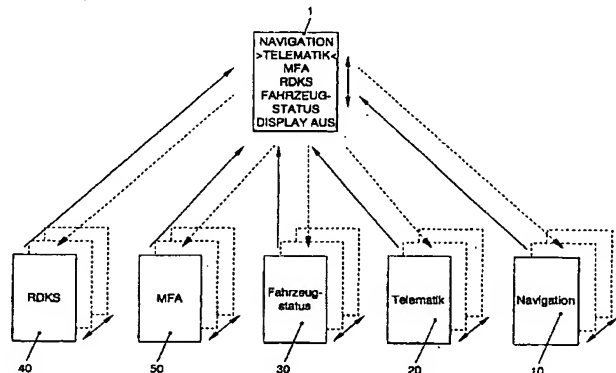 1
NAVIGATION
>TELEMATIK<
MFA
RDKS
FAHRZEUG-
STATUS
DISPLAY AUS
RDKS
MFA
Fahrzeug-
status
Telematik
Navigation
40
50
30
20
10